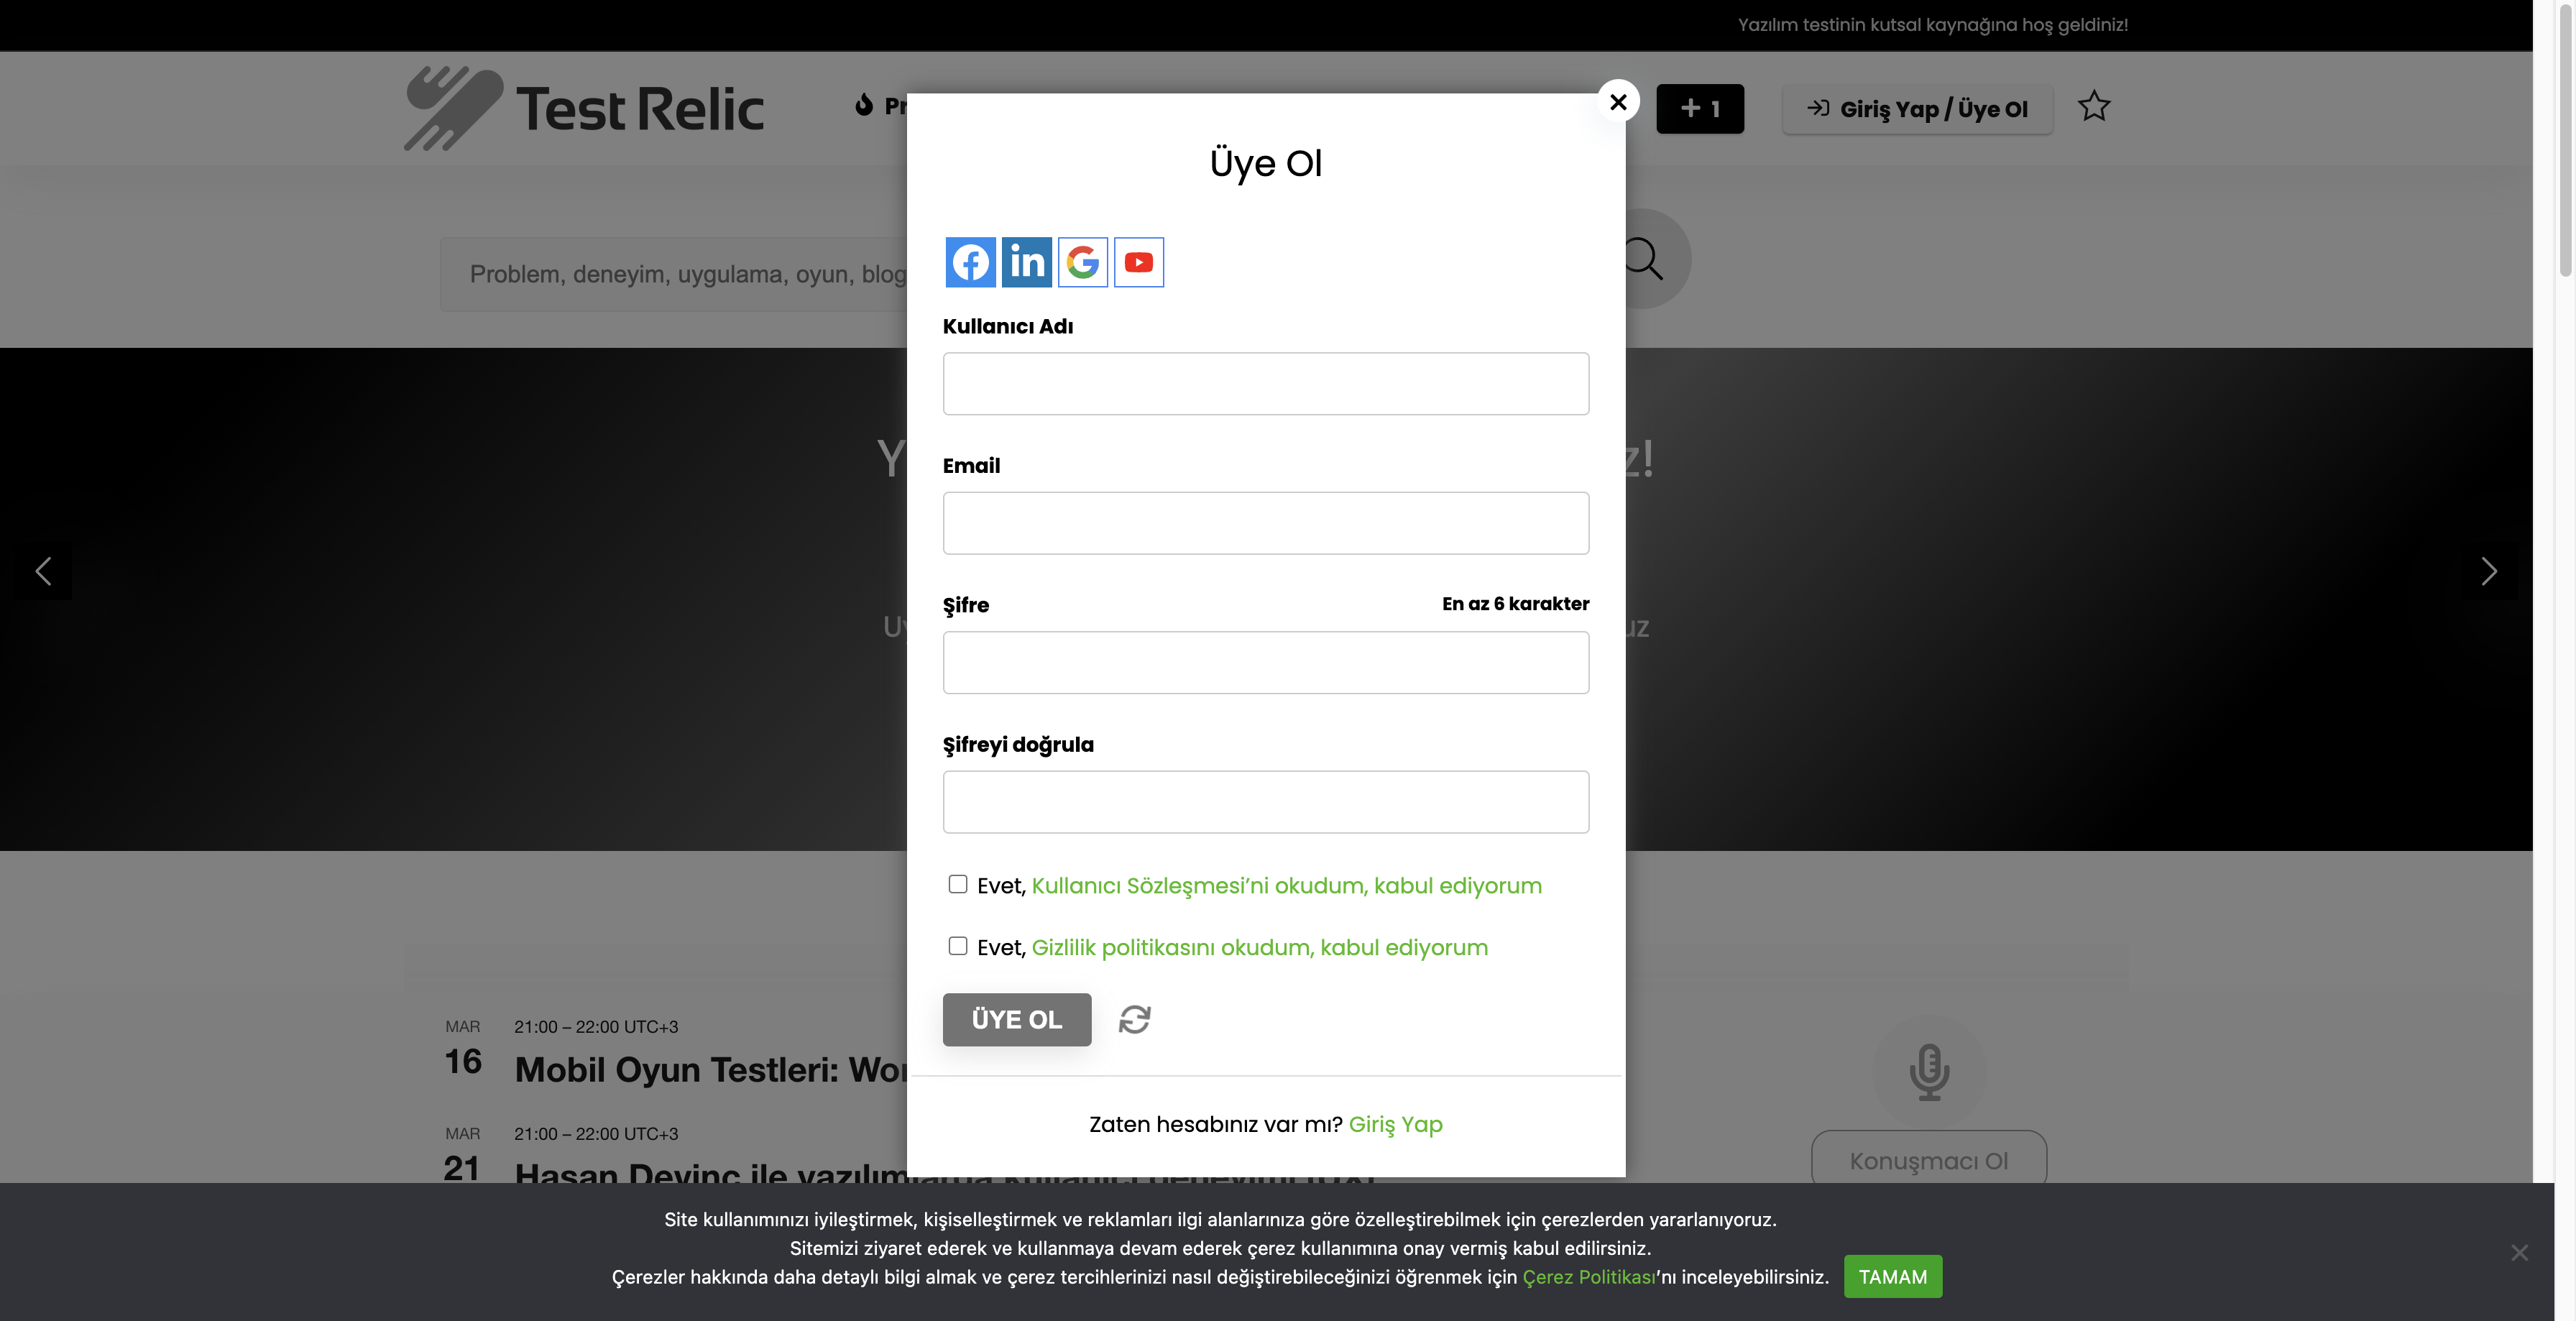 Yazılım testinin kutsal kaynağına hoş geldiniz!
Test Relic
Pr
+ 1
Giriş Yap / Üye Ol
Üye Ol
Problem, deneyim, uygulama, oyun, blog
Kullanıcı Adı
Email
Şifre
En az 6 karakter
Şifreyi doğrula
Evet, Kullanıcı Sözleşmesi’ni okudum, kabul ediyorum
Evet, Gizlilik politikasını okudum, kabul ediyorum
ÜYE OL
Zaten hesabınız var mı? Giriş Yap
MAR
16
21:00 – 22:00 UTC+3
Mobil Oyun Testleri: Wor
MAR
21
21:00 – 22:00 UTC+3
Hasan Devinç ile yazılım
Konuşmacı Ol
Site kullanımınızı iyileştirmek, kişiselleştirmek ve reklamları ilgi alanlarınıza göre özelleştirebilmek için çerezlerden yararlanıyoruz.
Sitemizi ziyaret ederek ve kullanmaya devam ederek çerez kullanımına onay vermiş kabul edilirsiniz.
Çerezler hakkında daha detaylı bilgi almak ve çerez tercihlerinizi nasıl değiştirebileceğinizi öğrenmek için Çerez Politikası’nı inceleyebilirsiniz.
TAMAM